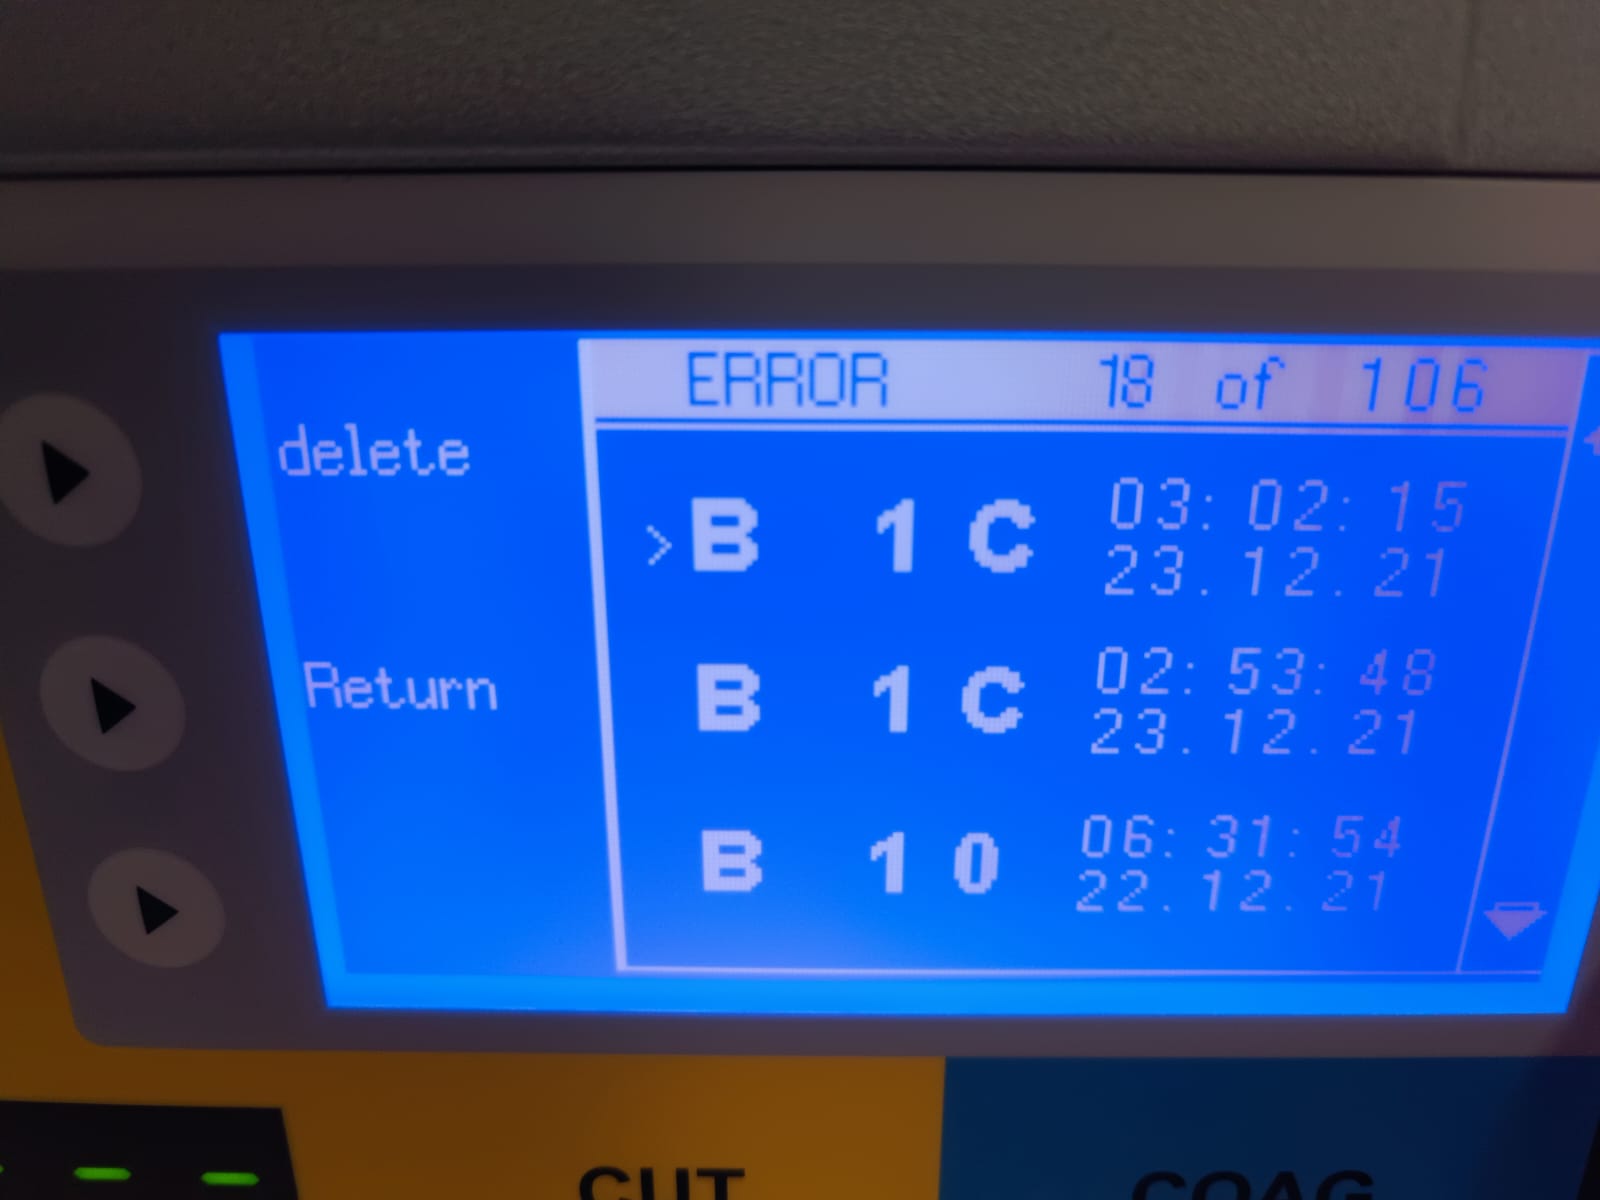 ERROR 18 of 106
delete
>B 1C 03:02:15
23.12.21
B 1C 02:53:48
23.12.21
Return
B 10 06:31:54
22.12.21
CUT COAG